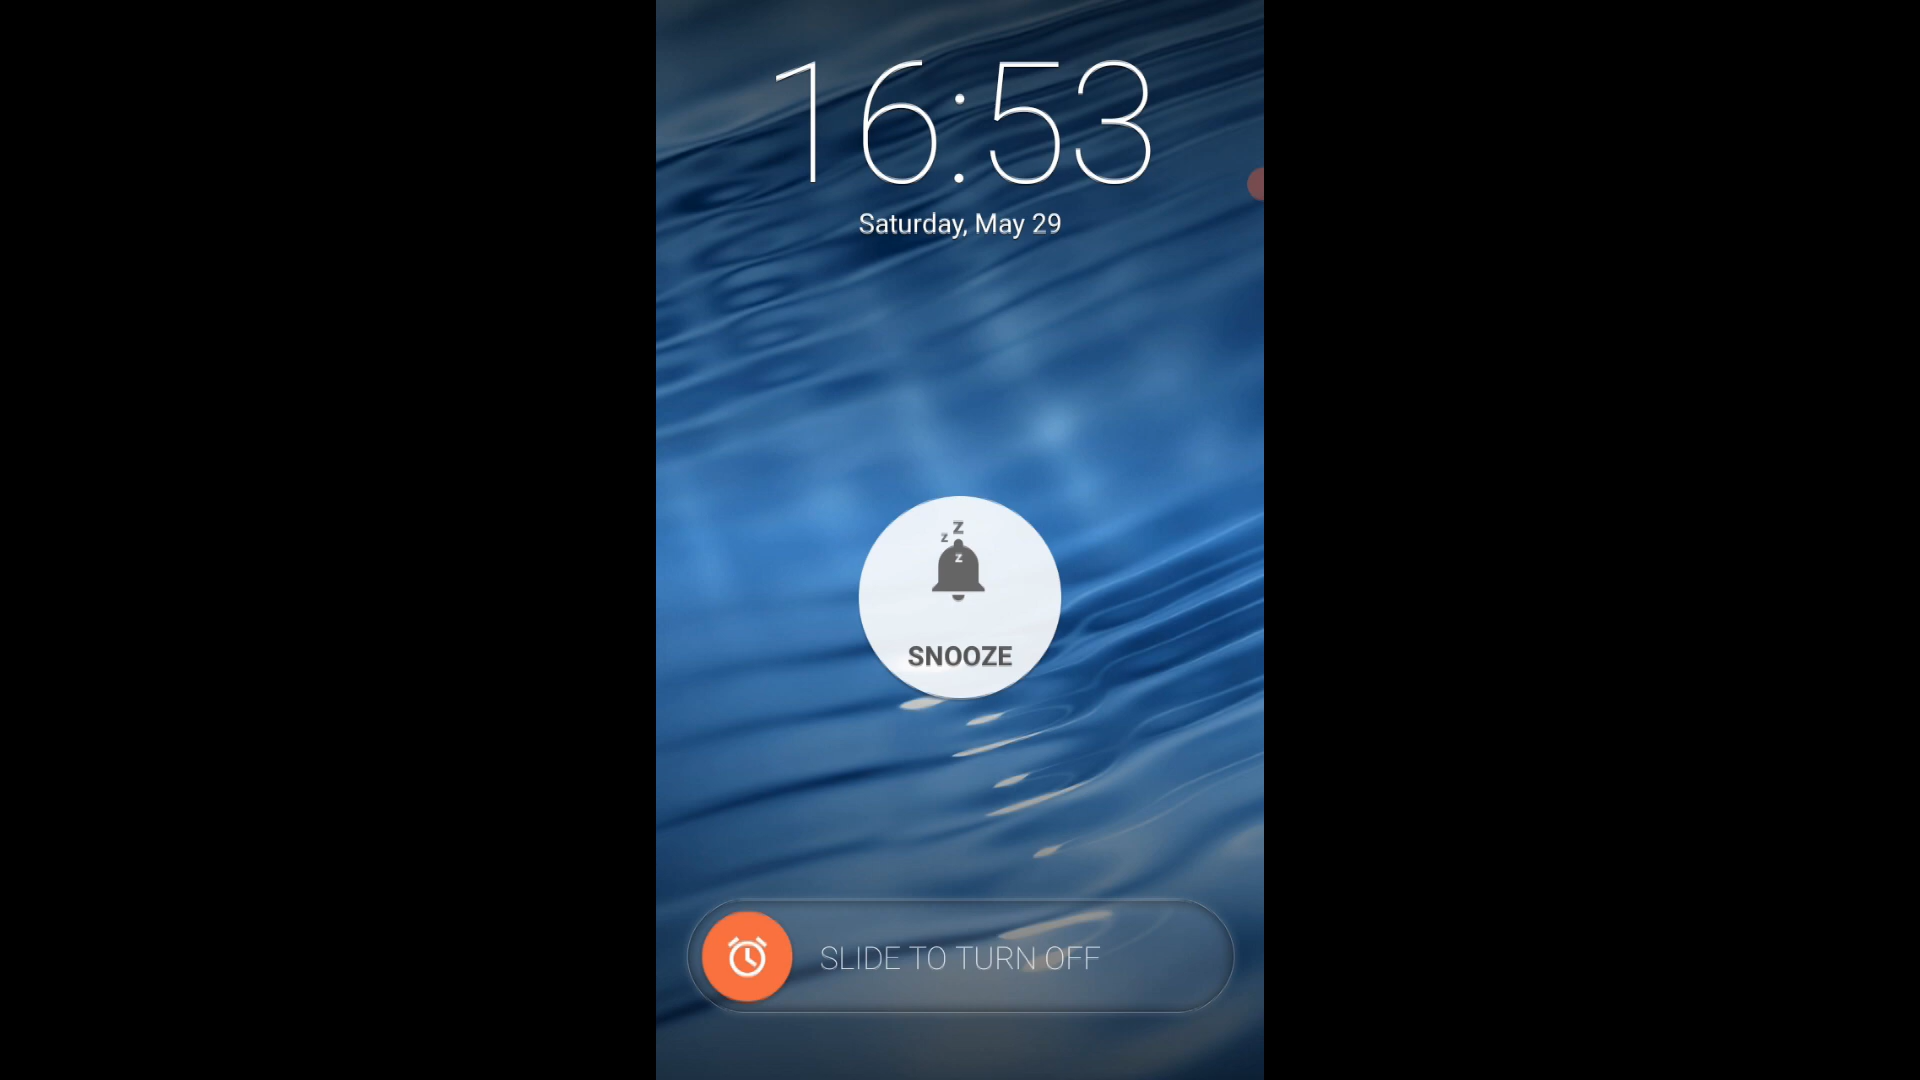 16:53
Saturday, May 29
z z
z
SNOOZE
SLIDE TO TURN OFF